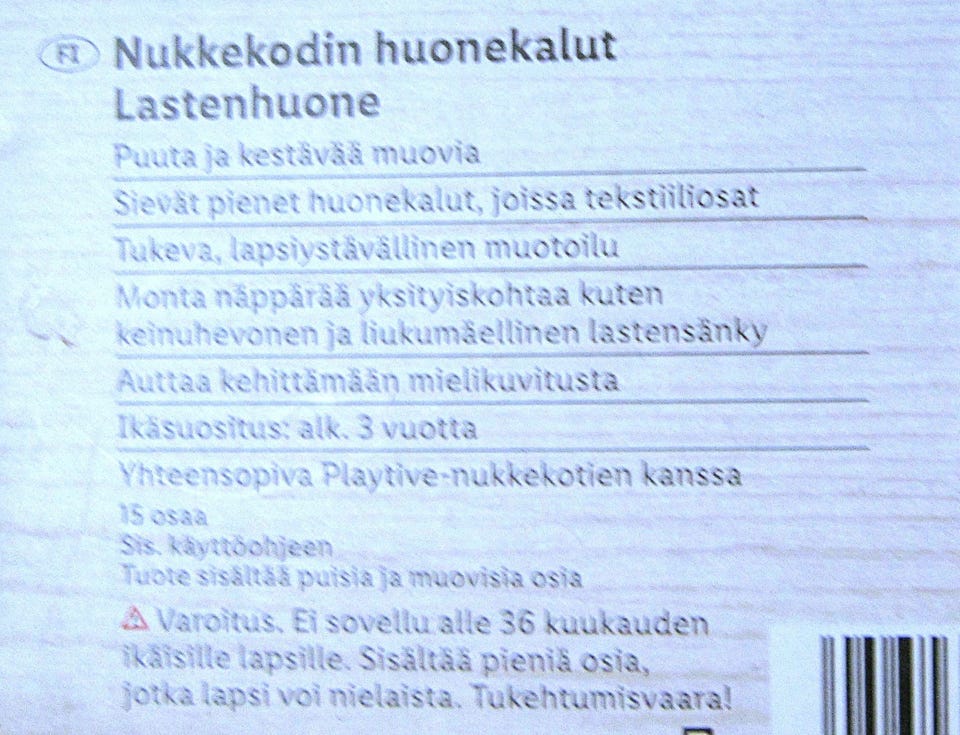 FI Nukkekodin huonekalut
Lastenhuone
Puuta ja kestävää muovia
Sievät pienet huonekalut, joissa tekstiiliosat
Tukeva, lapsiystävällinen muotoilu
Monta näppärää yksityiskohtaa kuten
keinuhevonen ja liukumäellinen lastensänky
Auttaa kehittämään mielikuvitusta
Ikäsuositus: alk. 3 vuotta
Yhteensopiva Playtive-nukkekotien kanssa
15 osaa
Sis. käyttöohjeen
Tuote sisältää puisia ja muovisia osia
Varoitus. Ei sovellu alle 36 kuukauden
ikäisille lapsille. Sisältää pieniä osia,
jotka lapsi voi nielaista. Tukehtumisvaara!